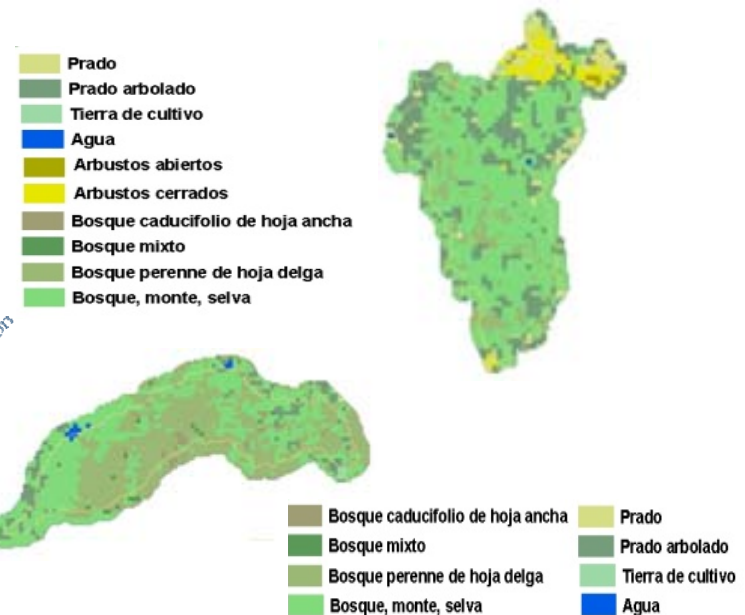 Prado
Prado arbolado
Tierra de cultivo
Agua
Arbustos abiertos
Arbustos cerrados
Bosque caducifolio de hoja ancha
Bosque mixto
Bosque perenne de hoja delga
Bosque, monte, selva
Bosque caducifolio de hoja ancha
Bosque mixto
Bosque perenne de hoja delga
Bosque, monte, selva
Prado
Prado arbolado
Tierra de cultivo
Agua